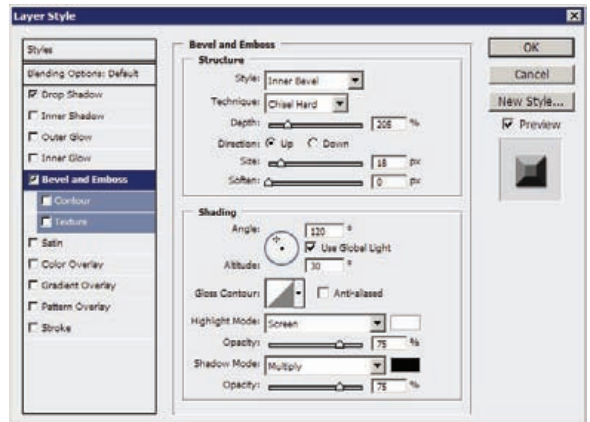 Layer Style
Styles
Blending Options: Default
Drop Shadow
Inner Shadow
Outer Glow
Inner Glow
Bevel and Emboss
Contour
Texture
Satin
Color Overlay
Gradient Overlay
Pattern Overlay
Stroke
Bevel and Emboss
Structure
Style: Inner Bevel
Technique: Chisel Hard
Depth: 205 %
Direction: Up Down
Size: 18 px
Soften: 0 px
Shading
Angle: 120 °
Use Global Light
Altitude: 30 °
Gloss Contour: Anti-aliased
Highlight Mode: Screen
Opacity: 75 %
Shadow Mode: Multiply
Opacity: 75 %
OK
Cancel
New Style...
Preview